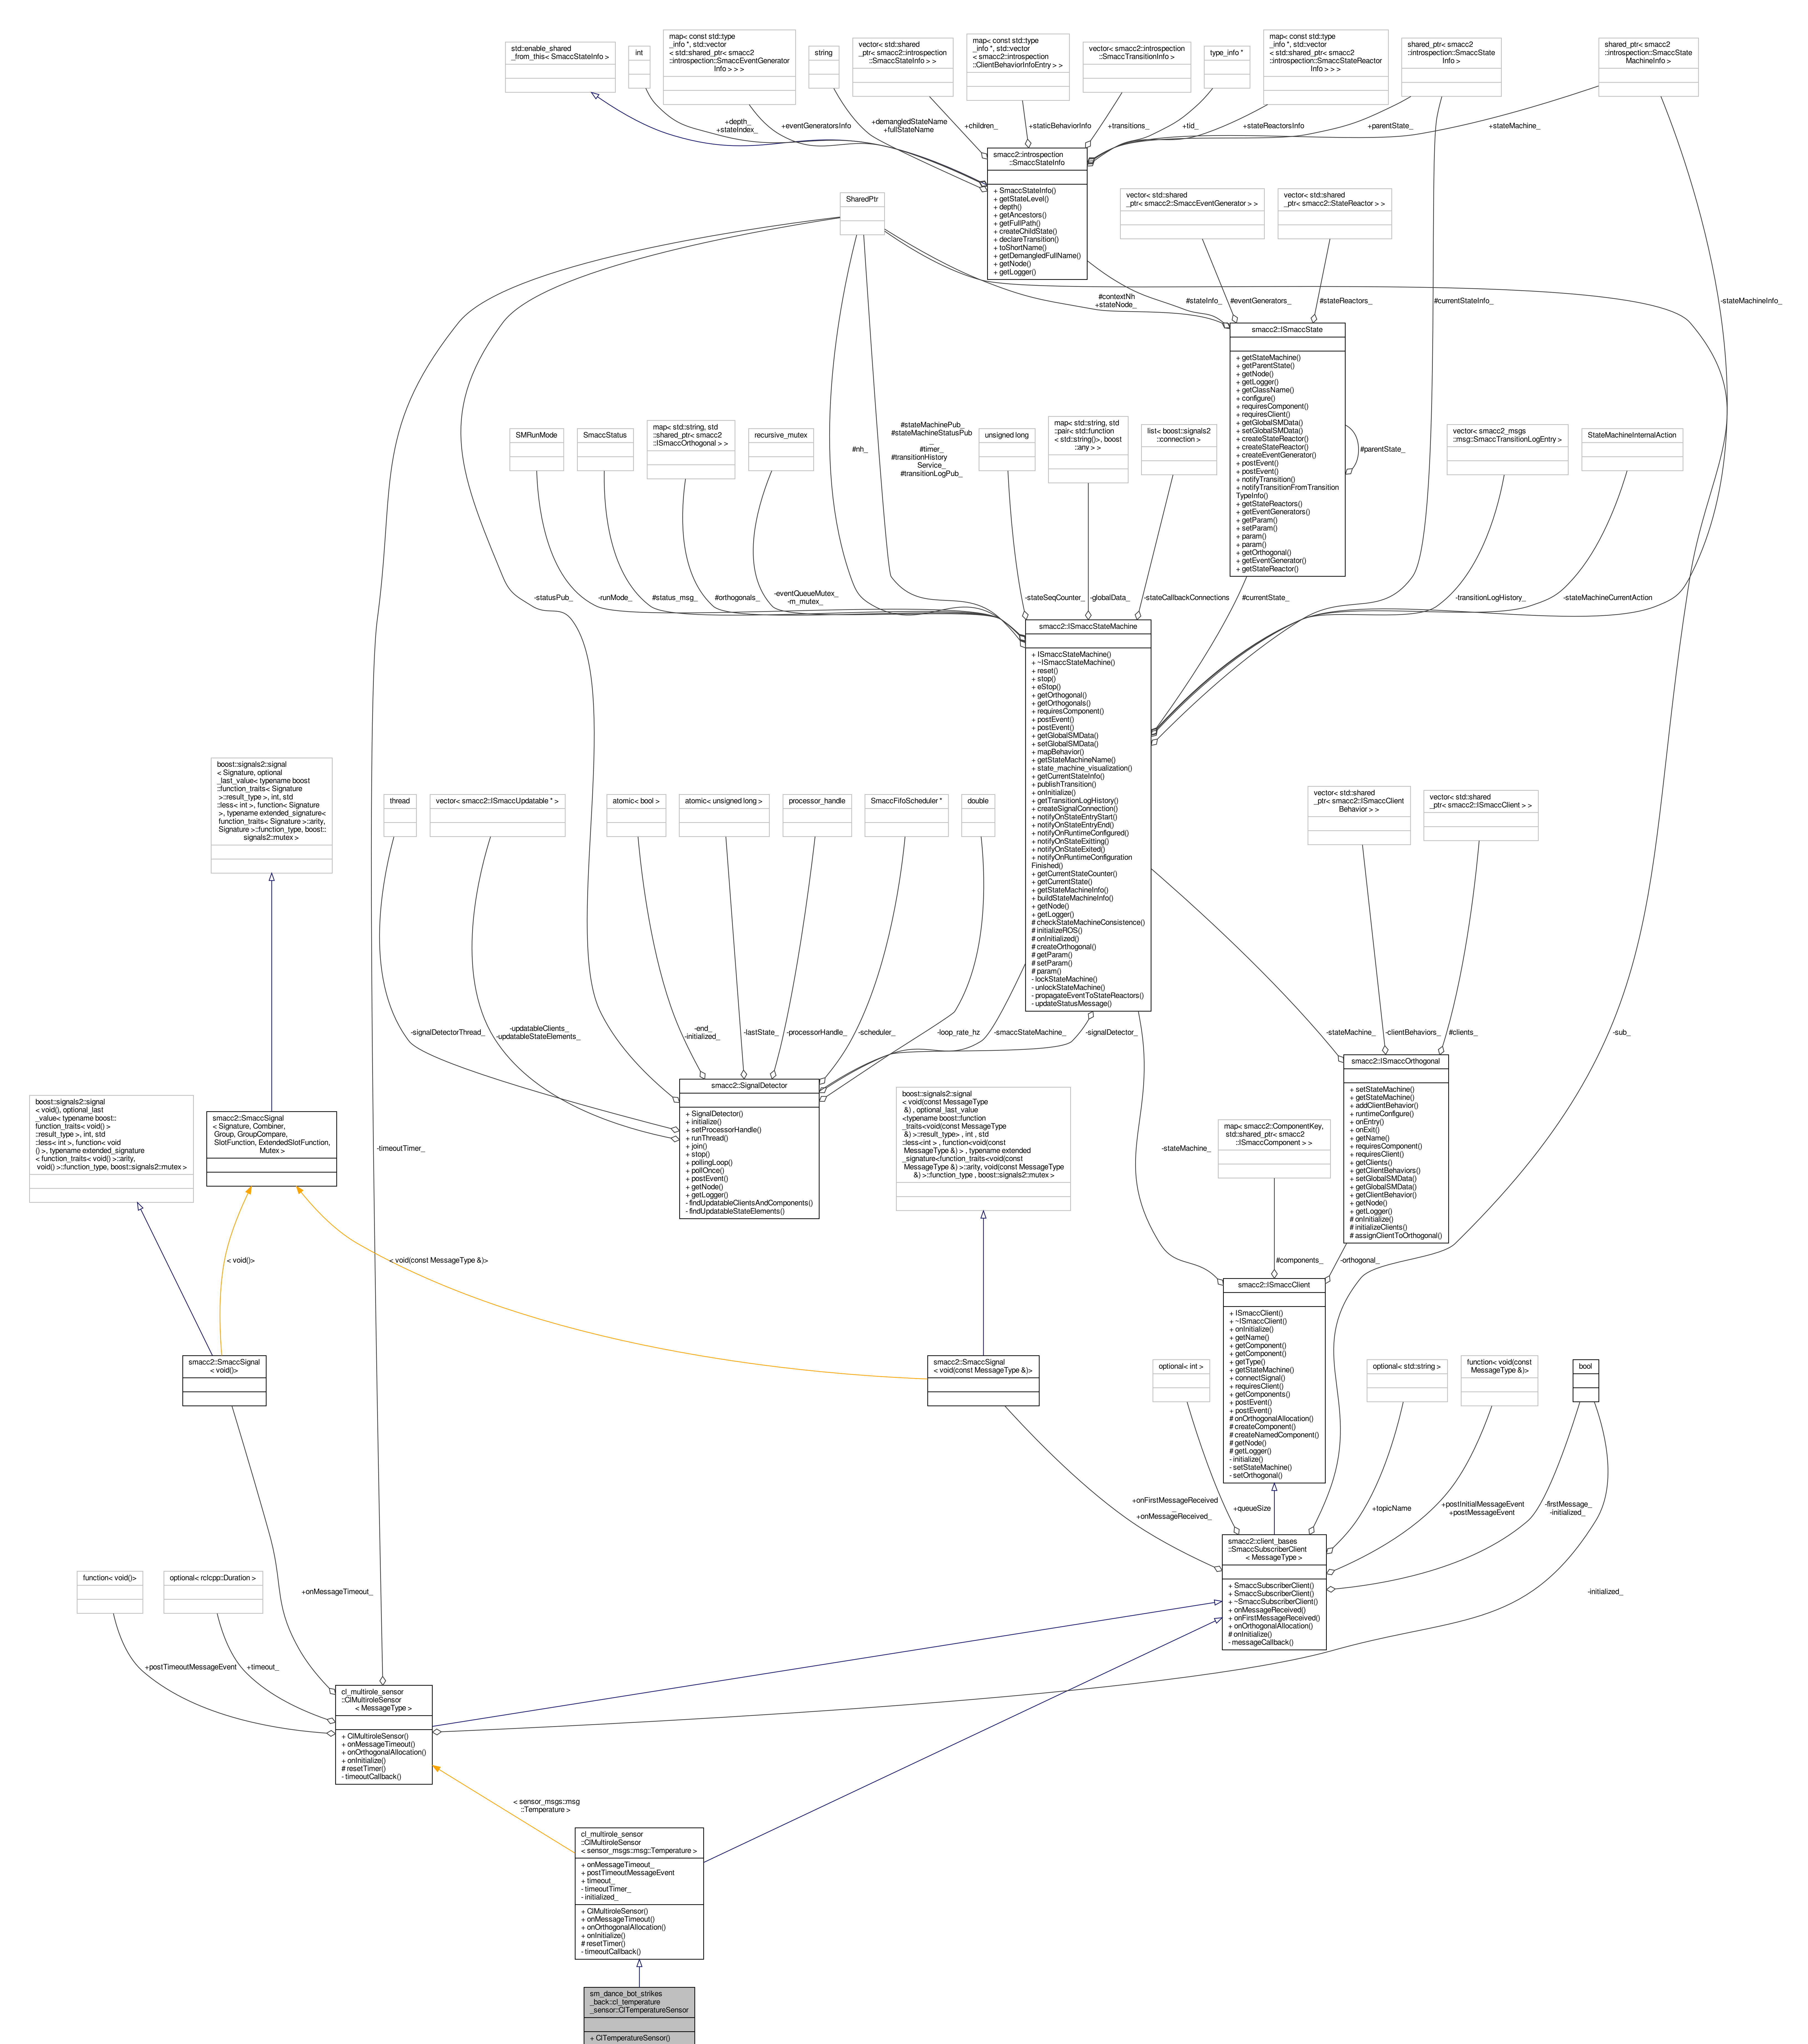 std::enable_shared
_from_this< SmaccStateInfo >
int
map< const std::type
_info *, std::vector
< std::shared_ptr< smacc2
::introspection::SmaccEventGenerator
Info > > >
string
vector< std::shared
_ptr< smacc2::introspection
::SmaccStateInfo > >
map< const std::type
_info *, std::vector
< smacc2::introspection
::ClientBehaviorInfoEntry > >
vector< smacc2::introspection
::SmaccTransitionInfo >
type_info *
map< const std::type
_info *, std::vector
< std::shared_ptr< smacc2
::introspection::SmaccStateReactor
Info > > >
shared_ptr< smacc2
::introspection::SmaccState
Info >
shared_ptr< smacc2
::introspection::SmaccState
MachineInfo >
+depth_
+stateIndex_
+eventGeneratorsInfo
+demangledStateName
+fullStateName
+children_
+staticBehaviorInfo
+transitions_
+tid_
+stateReactorsInfo
+parentState_
+stateMachine_
smacc2::introspection
::SmaccStateInfo
+ SmaccStateInfo()
+ getStateLevel()
+ depth()
+ getAncestors()
+ getFullPath()
+ createChildState()
+ declareTransition()
+ toShortName()
+ getDemangledFullName()
+ getNode()
+ getLogger()
SharedPtr
vector< std::shared
_ptr< smacc2::SmaccEventGenerator > >
vector< std::shared
_ptr< smacc2::StateReactor > >
#contextNh
+stateNode_
#stateInfo_
#eventGenerators_
#stateReactors_
#currentStateInfo_
-stateMachineInfo_
smacc2::ISmaccState
+ getStateMachine()
+ getParentState()
+ getNode()
+ getLogger()
+ getClassName()
+ configure()
+ requiresComponent()
+ requiresClient()
+ getGlobalSMData()
+ setGlobalSMData()
+ createStateReactor()
+ createStateReactor()
+ createEventGenerator()
+ postEvent()
+ postEvent()
+ notifyTransition()
+ notifyTransitionFromTransition
TypeInfo()
+ getStateReactors()
+ getEventGenerators()
+ getParam()
+ setParam()
+ param()
+ param()
+ getOrthogonal()
+ getEventGenerator()
+ getStateReactor()
#parentState_
SMRunMode
SmaccStatus
map< std::string, std
::shared_ptr< smacc2
::ISmaccOrthogonal > >
recursive_mutex
#nh_
#stateMachinePub_
#stateMachineStatusPub
_
#timer_
#transitionHistory
Service_
#transitionLogPub_
unsigned long
map< std::string, std
::pair< std::function
< std::string()>, boost
::any > >
list< boost::signals2
::connection >
vector< smacc2_msgs
::msg::SmaccTransitionLogEntry >
StateMachineInternalAction
-statusPub_
-runMode_
#status_msg_
#orthogonals_
-eventQueueMutex_
-m_mutex_
-stateSeqCounter_
-globalData_
-stateCallbackConnections
#currentState_
-transitionLogHistory_
-stateMachineCurrentAction
smacc2::ISmaccStateMachine
+ ISmaccStateMachine()
+ ~ISmaccStateMachine()
+ reset()
+ stop()
+ eStop()
+ getOrthogonal()
+ getOrthogonals()
+ requiresComponent()
+ postEvent()
+ postEvent()
+ getGlobalSMData()
+ setGlobalSMData()
+ mapBehavior()
+ getStateMachineName()
+ state_machine_visualization()
+ getCurrentStateInfo()
+ publishTransition()
+ onInitialize()
+ getTransitionLogHistory()
+ createSignalConnection()
+ notifyOnStateEntryStart()
+ notifyOnStateEntryEnd()
+ notifyOnRuntimeConfigured()
+ notifyOnStateExitting()
+ notifyOnStateExited()
+ notifyOnRuntimeConfiguration
Finished()
+ getCurrentStateCounter()
+ getCurrentState()
+ getStateMachineInfo()
+ buildStateMachineInfo()
+ getNode()
+ getLogger()
# checkStateMachineConsistence()
# initializeROS()
# onInitialized()
# createOrthogonal()
# getParam()
# setParam()
# param()
- lockStateMachine()
- unlockStateMachine()
- propagateEventToStateReactors()
- updateStatusMessage()
boost::signals2::signal
< Signature, optional
_last_value< typename boost
::function_traits< Signature
>::result_type >, int, std
::less< int >, function< Signature
>, typename extended_signature<
function_traits< Signature >::arity,
Signature >::function_type, boost::
signals2::mutex >
thread
vector< smacc2::ISmaccUpdatable * >
atomic< bool >
atomic< unsigned long >
processor_handle
SmaccFifoScheduler *
double
vector< std::shared
_ptr< smacc2::ISmaccClient
Behavior > >
vector< std::shared
_ptr< smacc2::ISmaccClient > >
-signalDetectorThread_
-updatableClients_
-updatableStateElements_
-end_
-initialized_
-lastState_
-processorHandle_
-scheduler_
-loop_rate_hz
-smaccStateMachine_
-signalDetector_
-stateMachine_
-clientBehaviors_
#clients_
-sub_
smacc2::SignalDetector
+ SignalDetector()
+ initialize()
+ setProcessorHandle()
+ runThread()
+ join()
+ stop()
+ pollingLoop()
+ pollOnce()
+ postEvent()
+ getNode()
+ getLogger()
- findUpdatableClientsAndComponents()
- findUpdatableStateElements()
smacc2::ISmaccOrthogonal
+ setStateMachine()
+ getStateMachine()
+ addClientBehavior()
+ runtimeConfigure()
+ onEntry()
+ onExit()
+ getName()
+ requiresComponent()
+ requiresClient()
+ getClients()
+ getClientBehaviors()
+ setGlobalSMData()
+ getGlobalSMData()
+ getClientBehavior()
+ getNode()
+ getLogger()
# onInitialize()
# initializeClients()
# assignClientToOrthogonal()
boost::signals2::signal
< void(), optional_last
_value< typename boost::
function_traits< void() >
::result_type >, int, std
::less< int >, function< void
() >, typename extended_signature
< function_traits< void() >::arity,
void() >::function_type, boost::signals2::mutex >
smacc2::SmaccSignal
< Signature, Combiner,
Group, GroupCompare,
SlotFunction, ExtendedSlotFunction,
Mutex >
boost::signals2::signal
< void(const MessageType
&) , optional_last_value
<typename boost::function
_traits<void(const MessageType
&) >::result_type> , int , std
::less<int > , function<void(const
MessageType &) > , typename extended
_signature<function_traits<void(const
MessageType &) >::arity, void(const MessageType
&) >::function_type , boost::signals2::mutex >
-timeoutTimer_
-stateMachine_
map< smacc2::ComponentKey,
std::shared_ptr< smacc2
::ISmaccComponent > >
< void()>
< void(const MessageType &)>
#components_
-orthogonal_
smacc2::ISmaccClient
+ ISmaccClient()
+ ~ISmaccClient()
+ onInitialize()
+ getName()
+ getComponent()
+ getComponent()
+ getType()
+ getStateMachine()
+ connectSignal()
+ requiresClient()
+ getComponents()
+ postEvent()
+ postEvent()
# onOrthogonalAllocation()
# createComponent()
# createNamedComponent()
# getNode()
# getLogger()
- initialize()
- setStateMachine()
- setOrthogonal()
smacc2::SmaccSignal
< void()>
smacc2::SmaccSignal
< void(const MessageType &)>
optional< int >
optional< std::string >
function< void(const
MessageType &)>
bool
+onFirstMessageReceived
_
+onMessageReceived_
+queueSize
+topicName
+postInitialMessageEvent
+postMessageEvent
-firstMessage_
-initialized_
smacc2::client_bases
::SmaccSubscriberClient
< MessageType >
+ SmaccSubscriberClient()
+ SmaccSubscriberClient()
+ ~SmaccSubscriberClient()
+ onMessageReceived()
+ onFirstMessageReceived()
+ onOrthogonalAllocation()
# onInitialize()
- messageCallback()
function< void()>
optional< rclcpp::Duration >
+onMessageTimeout_
-initialized_
+postTimeoutMessageEvent
+timeout_
cl_multirole_sensor
::ClMultiroleSensor
< MessageType >
+ ClMultiroleSensor()
+ onMessageTimeout()
+ onOrthogonalAllocation()
+ onInitialize()
# resetTimer()
- timeoutCallback()
< sensor_msgs::msg
::Temperature >
cl_multirole_sensor
::ClMultiroleSensor
< sensor_msgs::msg::Temperature >
+ onMessageTimeout_
+ postTimeoutMessageEvent
+ timeout_
- timeoutTimer_
- initialized_
+ ClMultiroleSensor()
+ onMessageTimeout()
+ onOrthogonalAllocation()
+ onInitialize()
# resetTimer()
- timeoutCallback()
sm_dance_bot_strikes
_back::cl_temperature
_sensor::ClTemperatureSensor
+ ClTemperatureSensor()